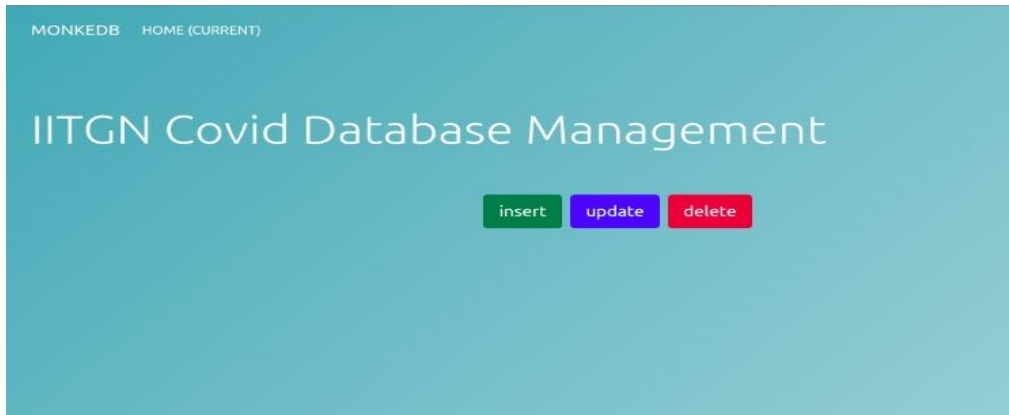 MONKEDB HOME (CURRENT)
IITGN Covid Database Management
insert update delete